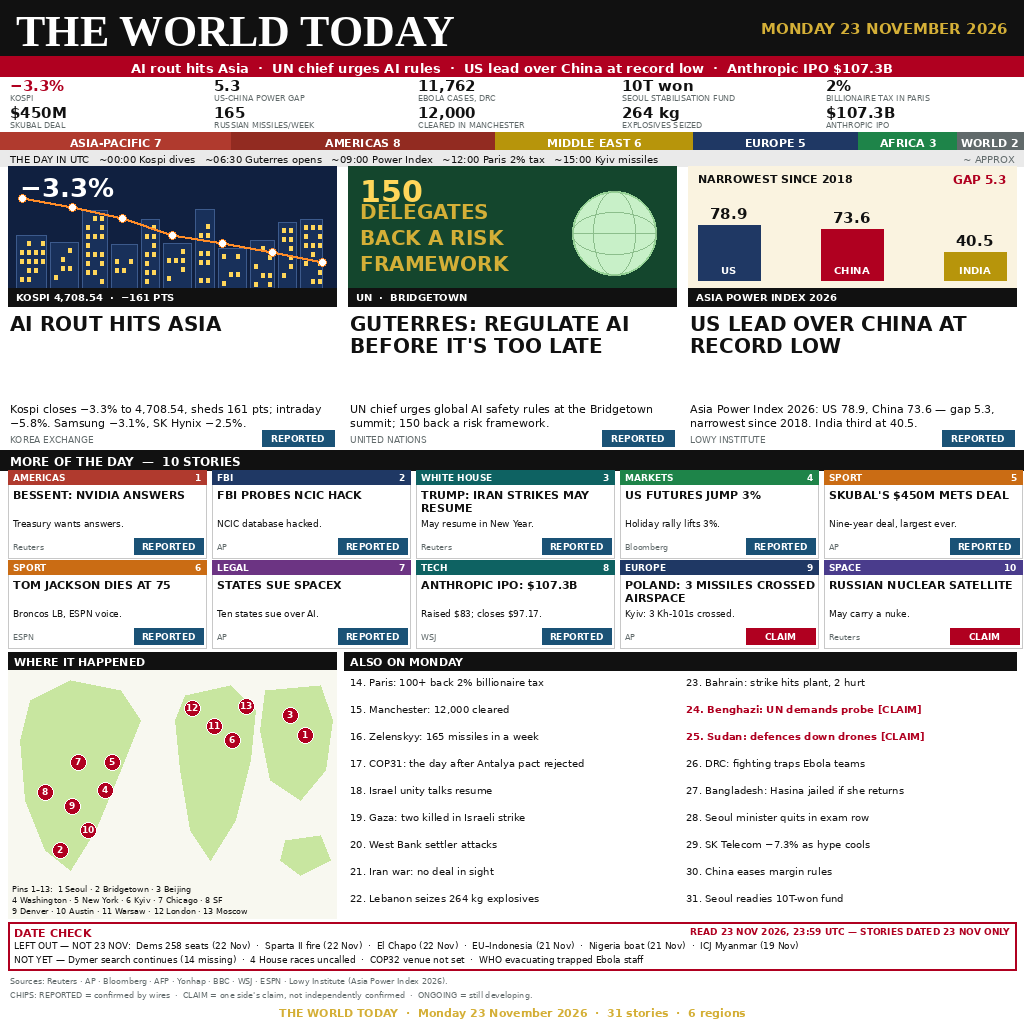 THE WORLD TODAY
MONDAY 23 NOVEMBER 2026
AI rout hits Asia · UN chief urges AI rules · US lead over China at record low · Anthropic IPO $107.3B
−3.3%
KOSPI
5.3
US-CHINA POWER GAP
11,762
EBOLA CASES, DRC
10T won
SEOUL STABILISATION FUND
2%
BILLIONAIRE TAX IN PARIS
$450M
SKUBAL DEAL
165
RUSSIAN MISSILES/WEEK
12,000
CLEARED IN MANCHESTER
264 kg
EXPLOSIVES SEIZED
$107.3B
ANTHROPIC IPO
ASIA-PACIFIC 7
AMERICAS 8
MIDDLE EAST 6
EUROPE 5
AFRICA 3
WORLD 2
THE DAY IN UTC ~00:00 Kospi dives ~06:30 Guterres opens ~09:00 Power Index ~12:00 Paris 2% tax ~15:00 Kyiv missiles
~ APPROX
−3.3%
KOSPI 4,708.54 · −161 PTS
AI ROUT HITS ASIA
Kospi closes −3.3% to 4,708.54, sheds 161 pts; intraday
−5.8%. Samsung −3.1%, SK Hynix −2.5%.
KOREA EXCHANGE
REPORTED
150
DELEGATES
BACK A RISK
FRAMEWORK
UN · BRIDGETOWN
GUTERRES: REGULATE AI
BEFORE IT'S TOO LATE
UN chief urges global AI safety rules at the Bridgetown
summit; 150 back a risk framework.
UNITED NATIONS
REPORTED
NARROWEST SINCE 2018
GAP 5.3
78.9
US
73.6
CHINA
40.5
INDIA
ASIA POWER INDEX 2026
US LEAD OVER CHINA AT
RECORD LOW
Asia Power Index 2026: US 78.9, China 73.6 — gap 5.3,
narrowest since 2018. India third at 40.5.
LOWY INSTITUTE
REPORTED
MORE OF THE DAY — 10 STORIES
AMERICAS 1
BESSENT: NVIDIA ANSWERS
Treasury wants answers.
Reuters
REPORTED
FBI 2
FBI PROBES NCIC HACK
NCIC database hacked.
AP
REPORTED
WHITE HOUSE 3
TRUMP: IRAN STRIKES MAY
RESUME
May resume in New Year.
Reuters
REPORTED
MARKETS 4
US FUTURES JUMP 3%
Holiday rally lifts 3%.
Bloomberg
REPORTED
SPORT 5
SKUBAL'S $450M METS DEAL
Nine-year deal, largest ever.
AP
REPORTED
SPORT 6
TOM JACKSON DIES AT 75
Broncos LB, ESPN voice.
ESPN
REPORTED
LEGAL 7
STATES SUE SPACEX
Ten states sue over AI.
AP
REPORTED
TECH 8
ANTHROPIC IPO: $107.3B
Raised $83; closes $97.17.
WSJ
REPORTED
EUROPE 9
POLAND: 3 MISSILES CROSSED
AIRSPACE
Kyiv: 3 Kh-101s crossed.
AP
CLAIM
SPACE 10
RUSSIAN NUCLEAR SATELLITE
May carry a nuke.
Reuters
CLAIM
WHERE IT HAPPENED
12
13
11
6
3
1
7
5
8
4
9
10
2
Pins 1–13: 1 Seoul · 2 Bridgetown · 3 Beijing
4 Washington · 5 New York · 6 Kyiv · 7 Chicago · 8 SF
9 Denver · 10 Austin · 11 Warsaw · 12 London · 13 Moscow
ALSO ON MONDAY
14. Paris: 100+ back 2% billionaire tax
15. Manchester: 12,000 cleared
16. Zelenskyy: 165 missiles in a week
17. COP31: the day after Antalya pact rejected
18. Israel unity talks resume
19. Gaza: two killed in Israeli strike
20. West Bank settler attacks
21. Iran war: no deal in sight
22. Lebanon seizes 264 kg explosives
23. Bahrain: strike hits plant, 2 hurt
24. Benghazi: UN demands probe [CLAIM]
25. Sudan: defences down drones [CLAIM]
26. DRC: fighting traps Ebola teams
27. Bangladesh: Hasina jailed if she returns
28. Seoul minister quits in exam row
29. SK Telecom −7.3% as hype cools
30. China eases margin rules
31. Seoul readies 10T-won fund
DATE CHECK
READ 23 NOV 2026, 23:59 UTC — STORIES DATED 23 NOV ONLY
LEFT OUT — NOT 23 NOV: Dems 258 seats (22 Nov) · Sparta II fire (22 Nov) · El Chapo (22 Nov) · EU–Indonesia (21 Nov) · Nigeria boat (21 Nov) · ICJ Myanmar (19 Nov)
NOT YET — Dymer search continues (14 missing) · 4 House races uncalled · COP32 venue not set · WHO evacuating trapped Ebola staff
Sources: Reuters · AP · Bloomberg · AFP · Yonhap · BBC · WSJ · ESPN · Lowy Institute (Asia Power Index 2026).
CHIPS: REPORTED = confirmed by wires · CLAIM = one side's claim, not independently confirmed · ONGOING = still developing.
THE WORLD TODAY · Monday 23 November 2026 · 31 stories · 6 regions